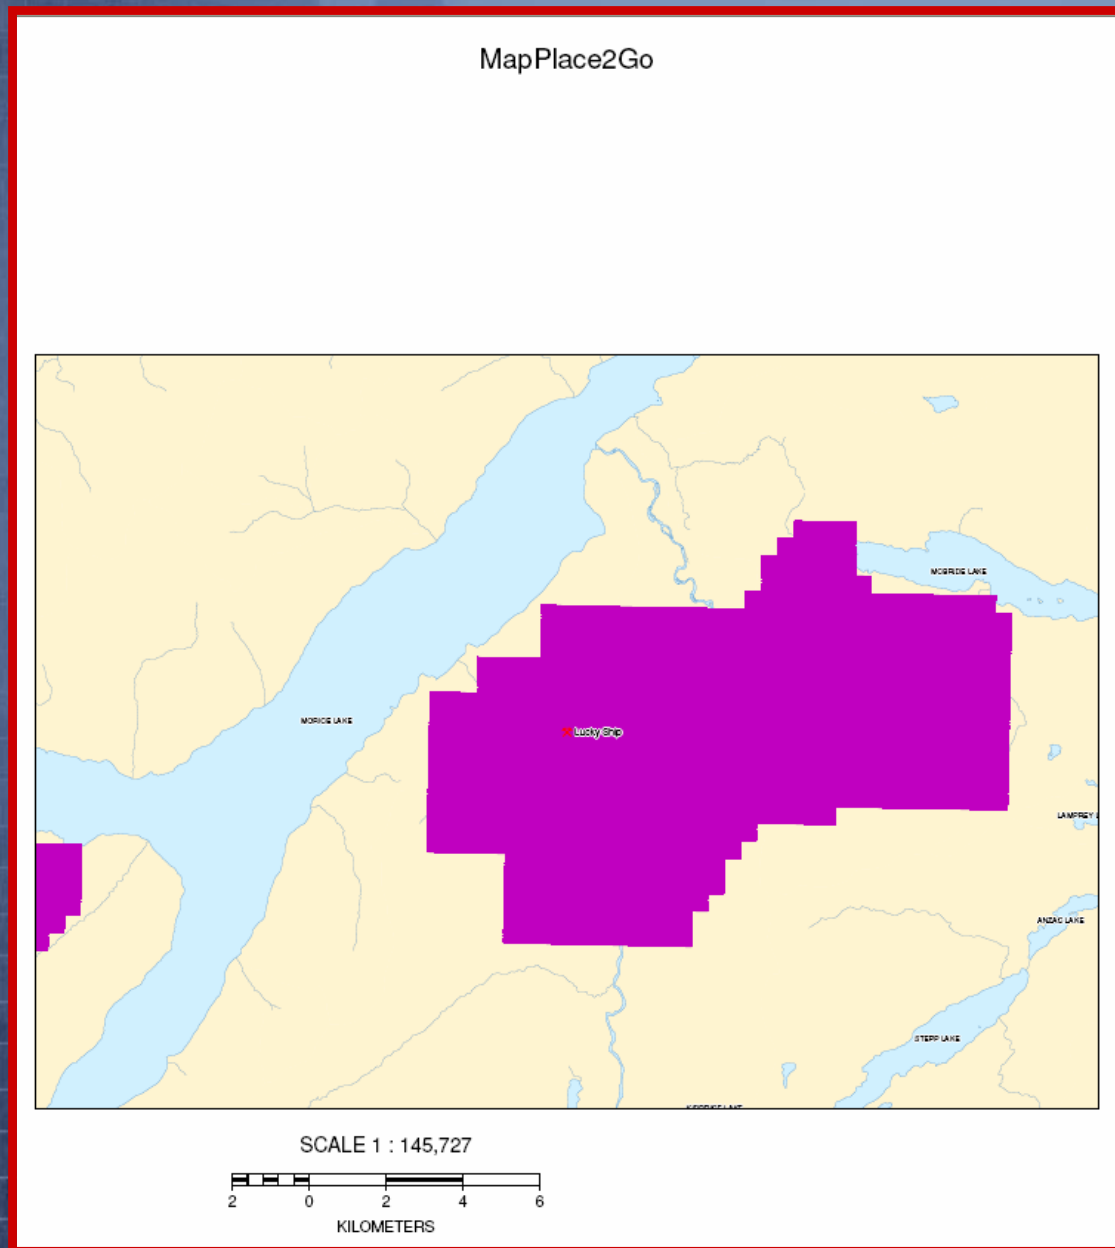 MapPlace2Go
MCBRIDE LAKE
MORICE LAKE
Lucky Ship
LAMPREY L
ANZAC LAKE
STEPP LAKE
SCALE 1 : 145,727
2 0 2 4 6
KILOMETERS